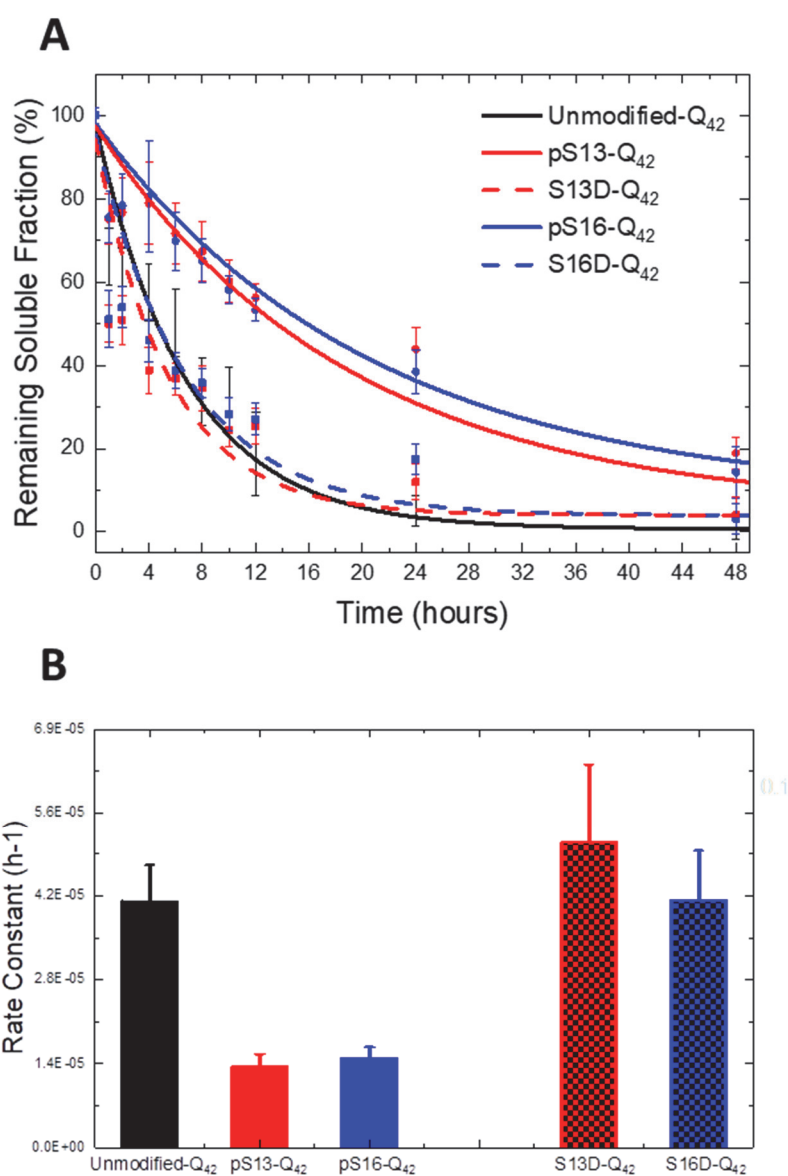 A
Remaining Soluble Fraction (%)
100
80
60
40
20
0
Unmodified-Q42
pS13-Q42
S13D-Q42
pS16-Q42
S16D-Q42
0 4 8 12 16 20 24 28 32 36 40 44 48
Time (hours)
B
Rate Constant (h-1)
6.9E-05
5.6E-05
4.2E-05
2.8E-05
1.4E-05
0.0E+00
Unmodified-Q42 pS13-Q42 pS16-Q42 S13D-Q42 S16D-Q42